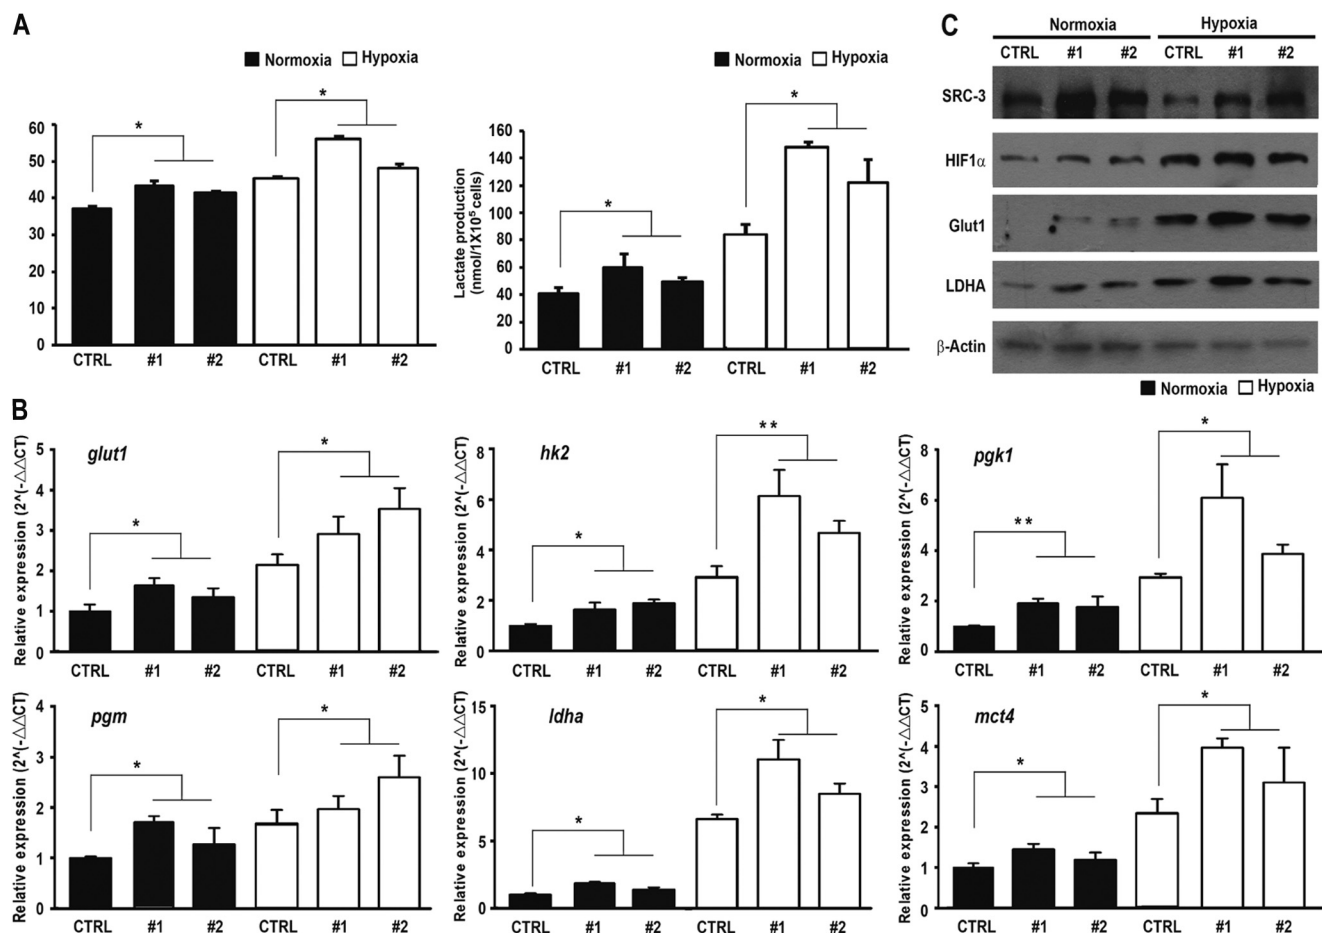 A
C
Normoxia Hypoxia
Normoxia Hypoxia
Normoxia Hypoxia
CTRL #1 #2 CTRL #1 #2
SRC-3
HIF1α
Glut1
LDHA
β-Actin
* *
60
50
40
30
20
10
0
CTRL #1 #2 CTRL #1 #2
Lactate production
(nmol/1X10⁵ cells)
* *
160
140
120
100
80
60
40
20
0
CTRL #1 #2 CTRL #1 #2
Normoxia Hypoxia
B
Relative expression (2^(-△△CT)
glut1
* *
5
4
3
2
1
0
CTRL #1 #2 CTRL #1 #2
Relative expression (2^(-△△CT)
hk2
* **
8
6
4
2
0
CTRL #1 #2 CTRL #1 #2
Relative expression (2^(-△△CT)
pgk1
** *
8
6
4
2
0
CTRL #1 #2 CTRL #1 #2
Relative expression (2^(-△△CT)
pgm
* *
4
3
2
1
0
CTRL #1 #2 CTRL #1 #2
Relative expression (2^(-△△CT)
ldha
* *
15
10
5
0
CTRL #1 #2 CTRL #1 #2
Relative expression (2^(-△△CT)
mct4
* *
5
4
3
2
1
0
CTRL #1 #2 CTRL #1 #2